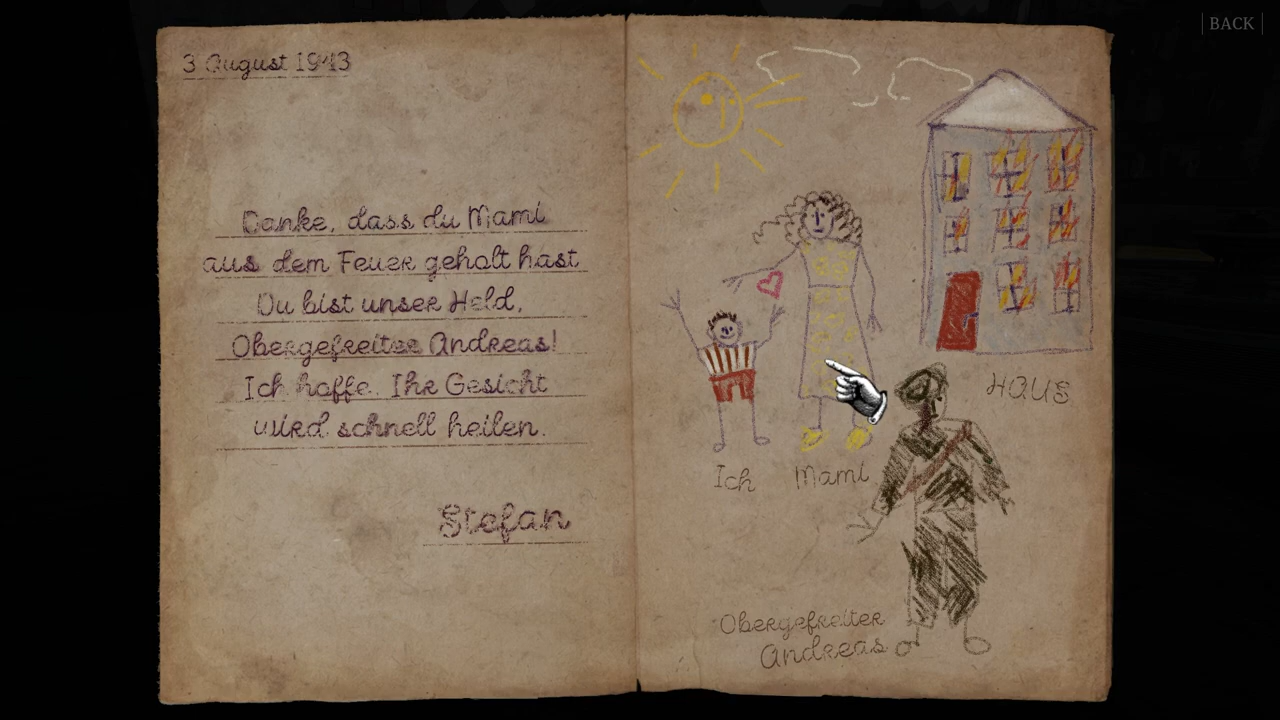 BACK
3 August 1943
Danke, dass du Mami
aus dem Feuer geholt hast
Du bist unser Held,
Obergefreiter Andreas!
Ich hoffe. Ihr Gesicht
wird schnell heilen.
Stefan
HAUS
Ich Mami
Obergefreiter
Andreas